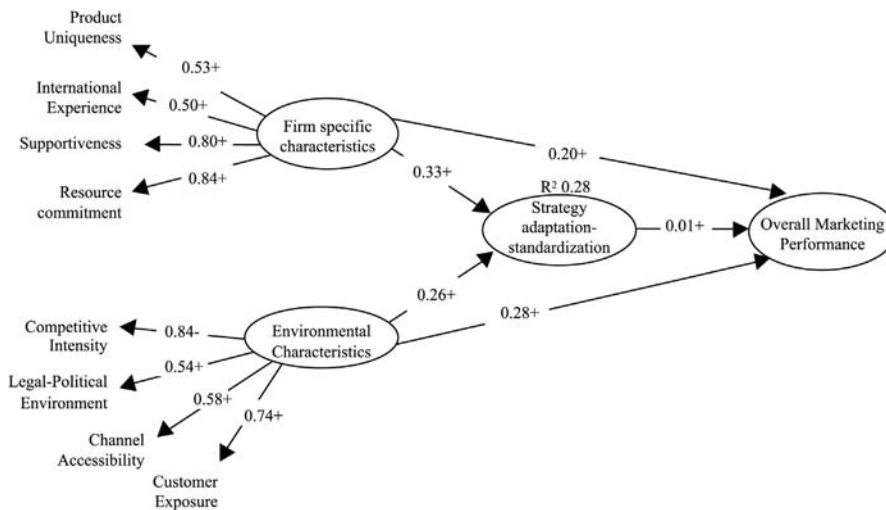 Product
Uniqueness
0.53+
International
Experience
0.50+
Supportiveness
0.80+
Resource
commitment
0.84+
Firm specific
characteristics
0.20+
0.33+
R² 0.28
Strategy
adaptation-
standardization
0.01+
Overall Marketing
Performance
0.26+
0.28+
Competitive
Intensity
0.84-
Environmental
Characteristics
Legal-Political
Environment
0.54+
0.58+
Channel
Accessibility
0.74+
Customer
Exposure